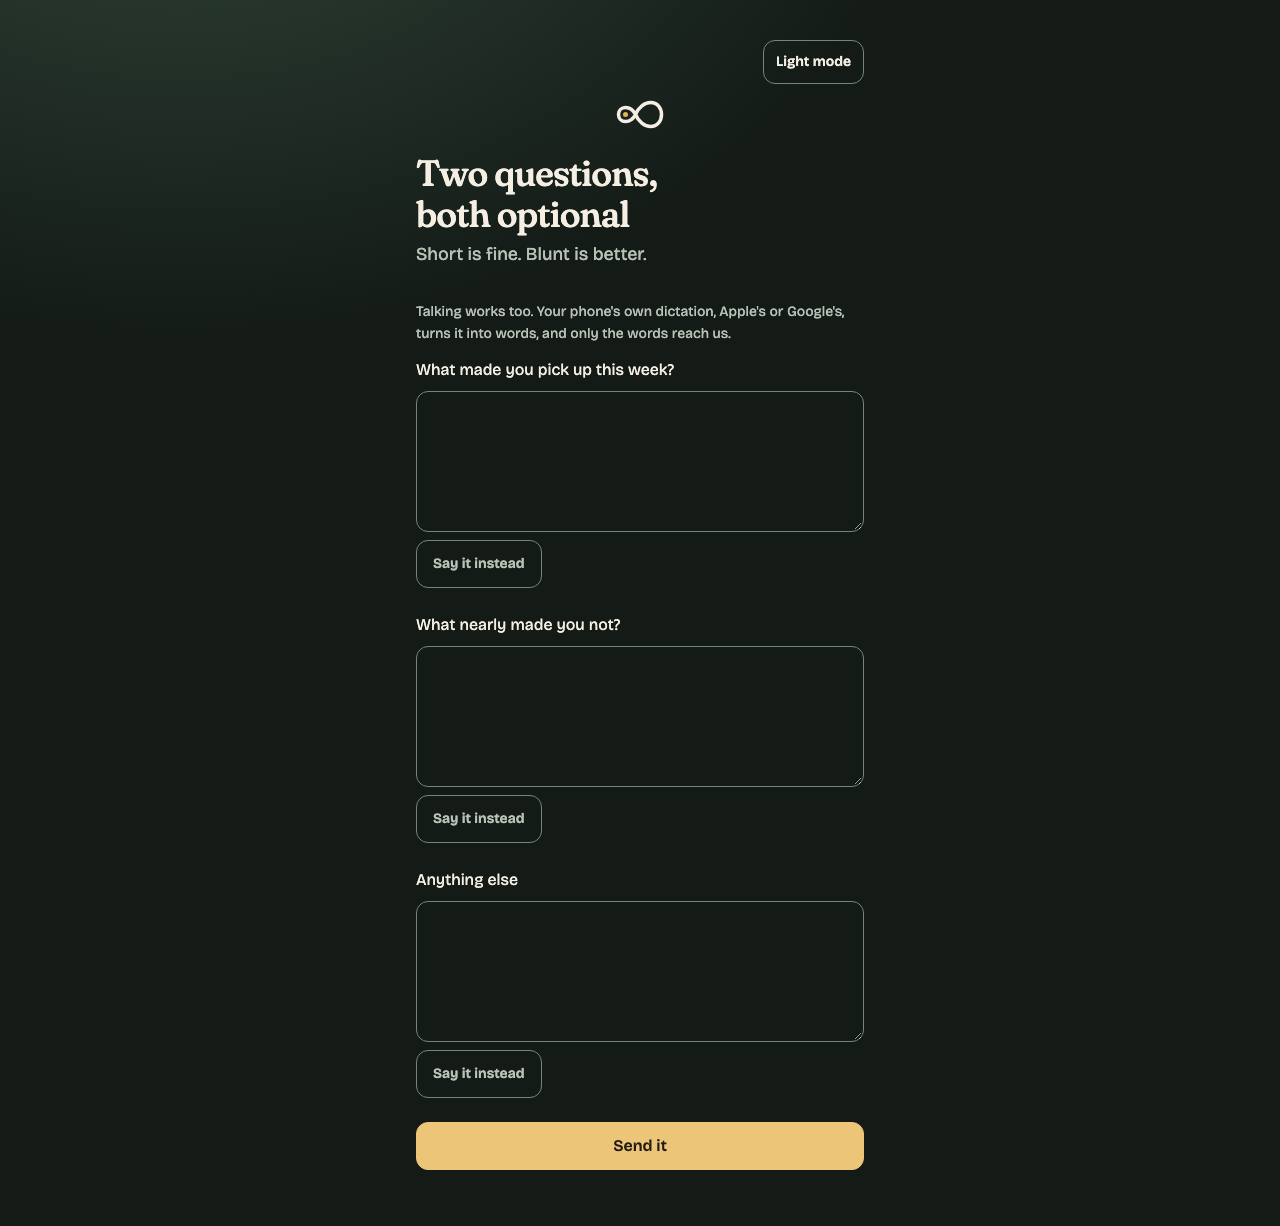 Light mode
Two questions,
both optional
Short is fine. Blunt is better.
Talking works too. Your phone's own dictation, Apple's or Google's,
turns it into words, and only the words reach us.
What made you pick up this week?
Say it instead
What nearly made you not?
Say it instead
Anything else
Say it instead
Send it